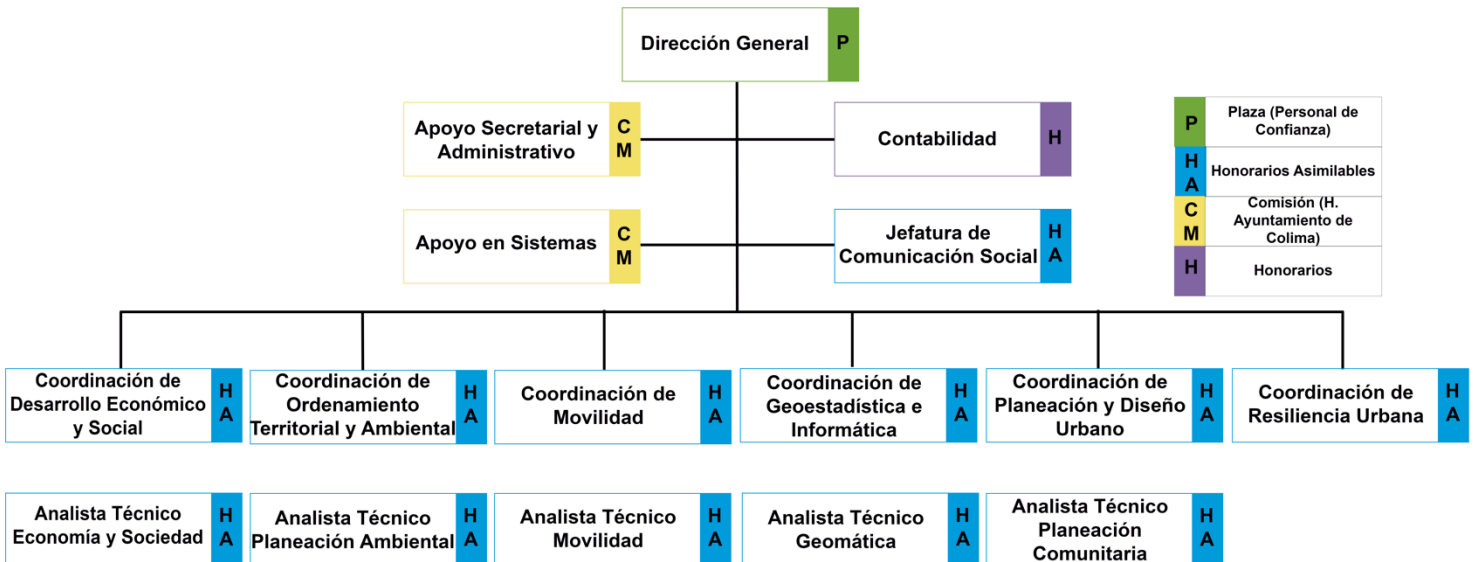 Dirección General
P
Apoyo Secretarial y
Administrativo
C
M
Contabilidad
H
P
Plaza (Personal de
Confianza)
H
A
Honorarios Asimilables
C
M
Comisión (H.
Ayuntamiento de
Colima)
H
Honorarios
Apoyo en Sistemas
C
M
Jefatura de
Comunicación Social
H
A
Coordinación de
Desarrollo Económico
y Social
H
A
Coordinación de
Ordenamiento
Territorial y Ambiental
H
A
Coordinación de
Movilidad
H
A
Coordinación de
Geoestadística e
Informática
H
A
Coordinación de
Planeación y Diseño
Urbano
H
A
Coordinación de
Resiliencia Urbana
H
A
Analista Técnico
Economía y Sociedad
H
A
Analista Técnico
Planeación Ambiental
H
A
Analista Técnico
Movilidad
H
A
Analista Técnico
Geomática
H
A
Analista Técnico
Planeación
Comunitaria
H
A